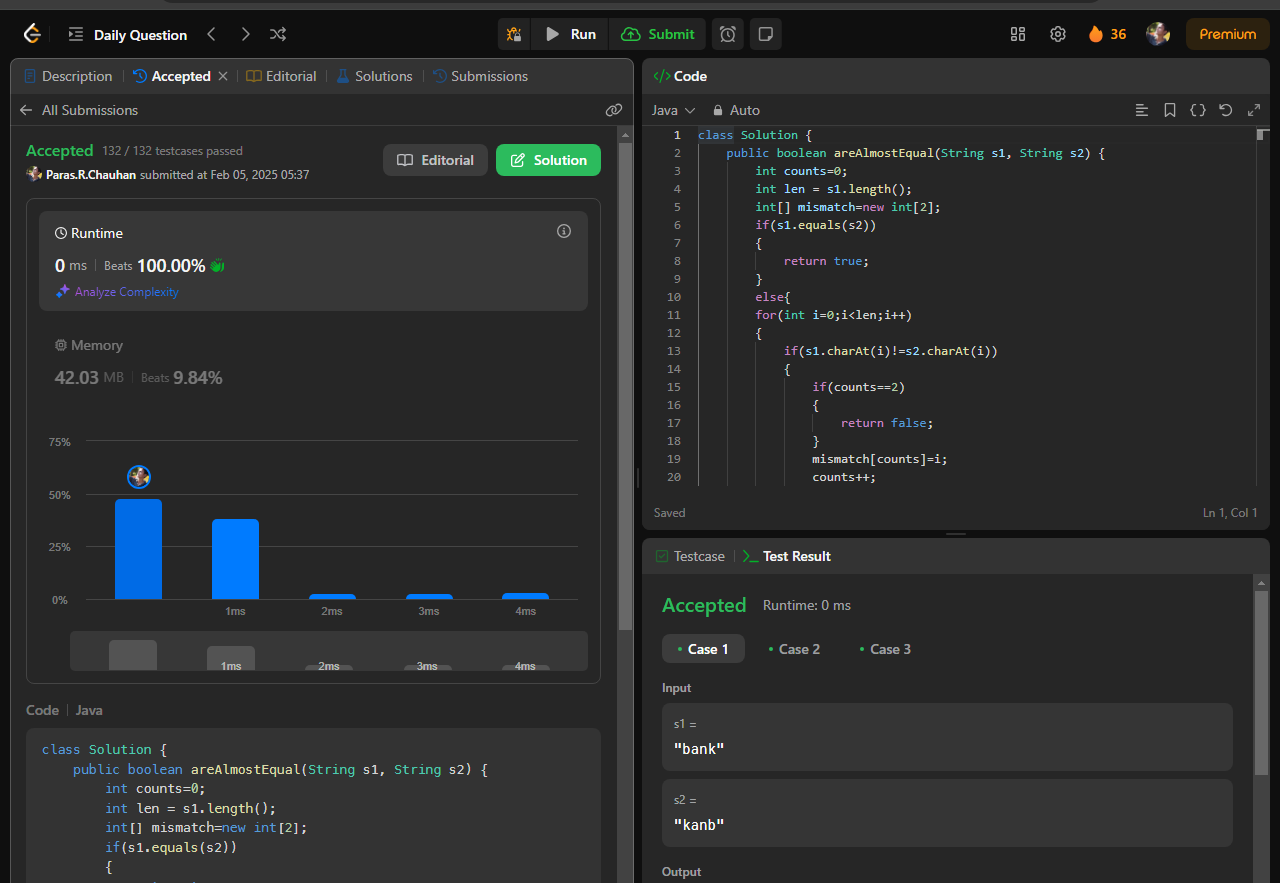 Daily Question
Run
Submit
36
Premium
Description
Accepted
Editorial
Solutions
Submissions
All Submissions
Accepted 132 / 132 testcases passed
Paras.R.Chauhan submitted at Feb 05, 2025 05:37
Editorial
Solution
Runtime
0 ms Beats 100.00%
Analyze Complexity
Memory
42.03 MB Beats 9.84%
75%
50%
25%
0%
1ms 2ms 3ms 4ms
1ms 2ms 3ms 4ms
Code Java
class Solution {
public boolean areAlmostEqual(String s1, String s2) {
int counts=0;
int len = s1.length();
int[] mismatch=new int[2];
if(s1.equals(s2))
{
</> Code
Java Auto
1 class Solution {
2 public boolean areAlmostEqual(String s1, String s2) {
3 int counts=0;
4 int len = s1.length();
5 int[] mismatch=new int[2];
6 if(s1.equals(s2))
7 {
8 return true;
9 }
10 else{
11 for(int i=0;i<len;i++)
12 {
13 if(s1.charAt(i)!=s2.charAt(i))
14 {
15 if(counts==2)
16 {
17 return false;
18 }
19 mismatch[counts]=i;
20 counts++;
Saved
Ln 1, Col 1
Testcase
>_ Test Result
Accepted Runtime: 0 ms
• Case 1 • Case 2 • Case 3
Input
s1 =
"bank"
s2 =
"kanb"
Output